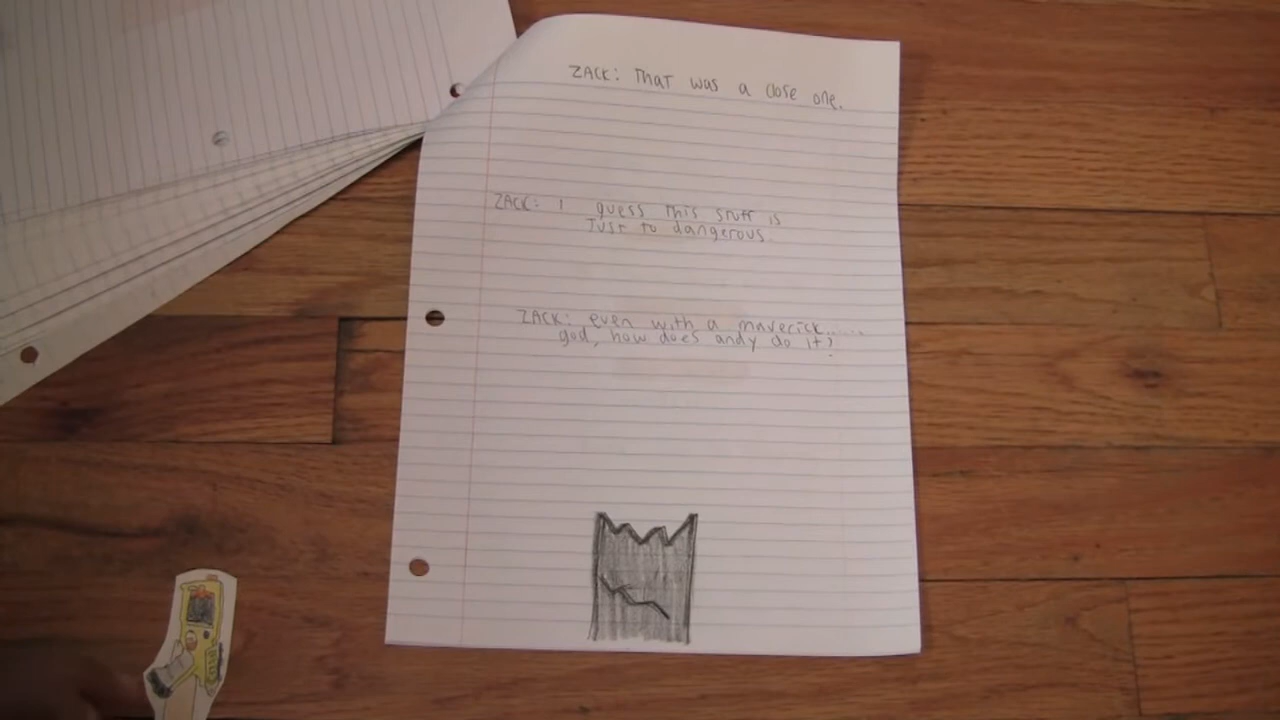 ZACK: That was a close one.
ZACK: I guess this stuff is
Just to dangerous.
ZACK: even with a maverick......
god, how does andy do it?